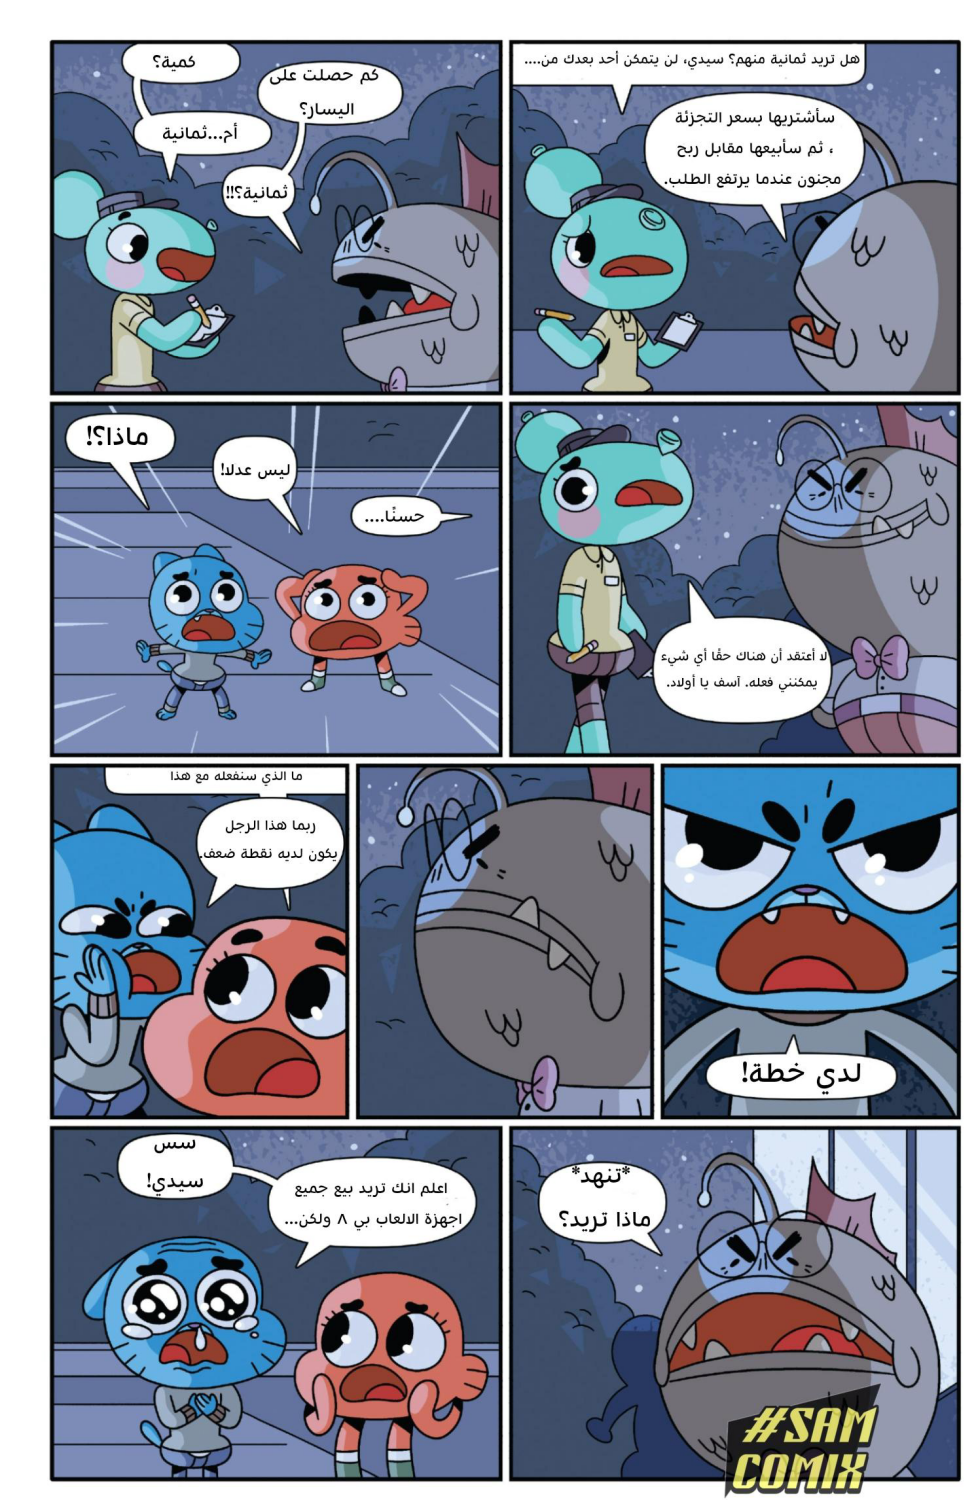 كمية؟
كم حصلت على
اليسار؟
أم...ثمانية
ثمانية؟!!
هل تريد ثمانية منهم؟ سيدي، لن يتمكن أحد بعدك من....
سأشتريها بسعر التجزئة
، ثم سأبيعها مقابل ربح
مجنون عندما يرتفع الطلب.
ماذا؟!
ليس عدلا!
حسنًا....
لا أعتقد أن هناك حقًا أي شيء
يمكنني فعله. آسف يا أولاد.
ما الذي سنفعله مع هذا
ربما هذا الرجل
يكون لديه نقطة ضعف.
لدي خطة!
سس
سيدي!
اعلم انك تريد بيع جميع
اجهزة الالعاب بي ٨ ولكن...
*تنهد*
ماذا تريد؟
#SAM
COMIX